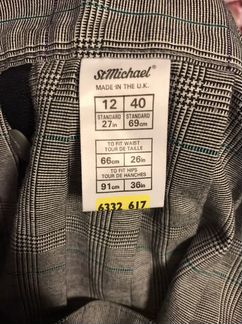 St Michael®
MADE IN THE U.K.
12 40
STANDARD STANDARD
27in 69cm
TO FIT WAIST
TOUR DE TAILLE
66cm 26in
TO FIT HIPS
TOUR DE HANCHES
91cm 36in
6332 617